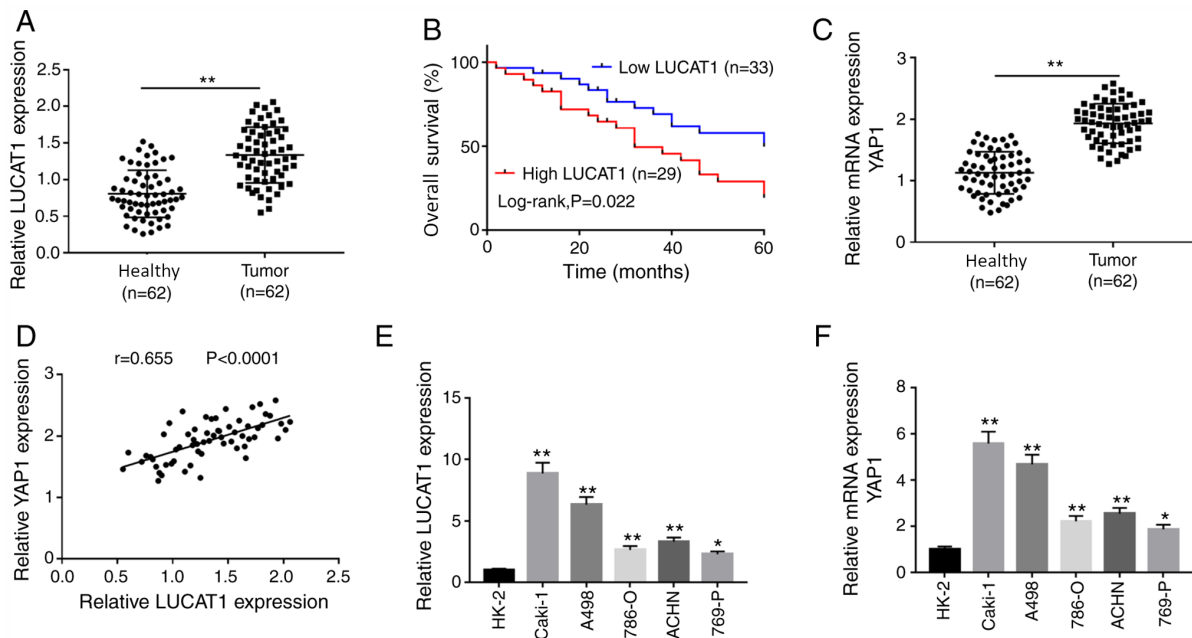 A
Relative LUCAT1 expression
2.5
2.0
1.5
1.0
0.5
0.0
**
Healthy
(n=62)
Tumor
(n=62)
B
Overall survival (%)
100
50
0
0
20
40
60
Time (months)
Low LUCAT1 (n=33)
High LUCAT1 (n=29)
Log-rank,P=0.022
C
Relative mRNA expression
YAP1
3
2
1
0
**
Healthy
(n=62)
Tumor
(n=62)
D
r=0.655
P<0.0001
Relative YAP1 expression
3
2
1
0
0.0
0.5
1.0
1.5
2.0
2.5
Relative LUCAT1 expression
E
Relative LUCAT1 expression
15
10
5
0
**
**
**
**
*
HK-2
Caki-1
A498
786-O
ACHN
769-P
F
Relative mRNA expression
YAP1
8
6
4
2
0
**
**
**
**
*
HK-2
Caki-1
A498
786-O
ACHN
769-P